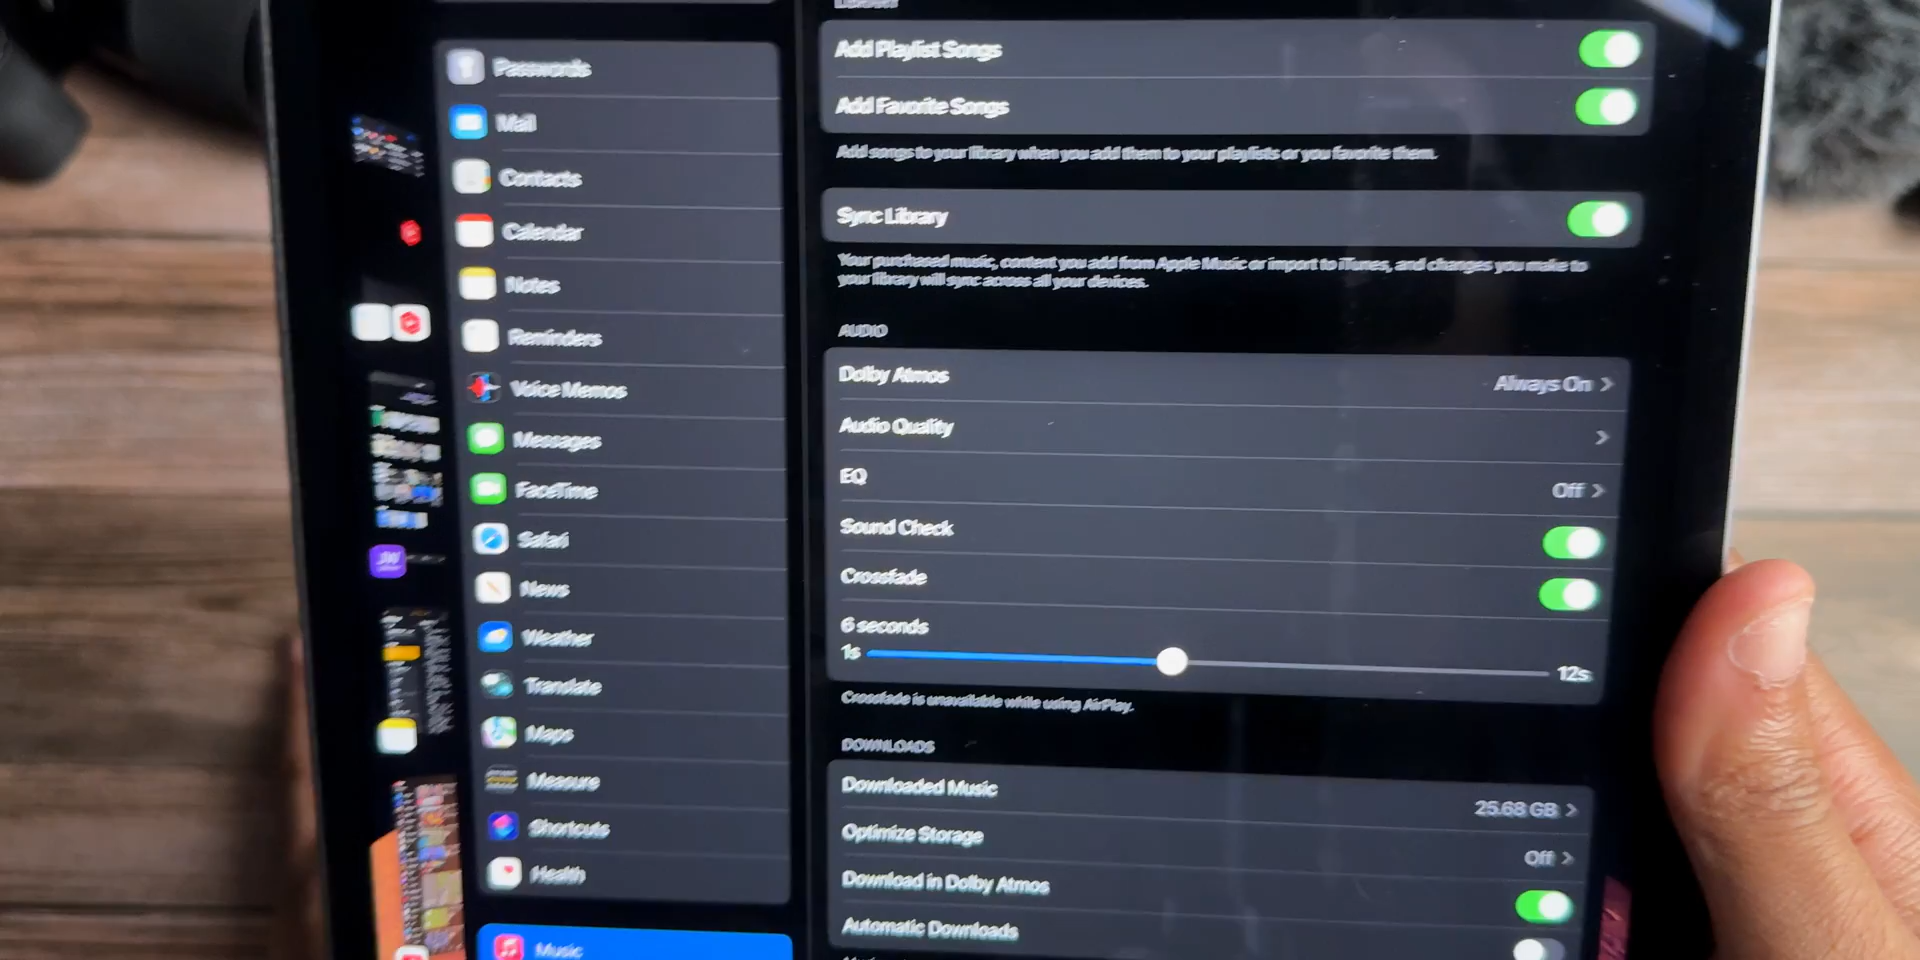 Passwords
Mail
Contacts
Calendar
Notes
Reminders
Voice Memos
Messages
FaceTime
Safari
News
Weather
Translate
Maps
Measure
Shortcuts
Health
Music
Add Playlist Songs
Add Favorite Songs
Add songs to your library when you add them to your playlists or you favorite them.
Sync Library
Your purchased music, content you add from Apple Music or import to iTunes, and changes you make to
your library will sync across all your devices.
AUDIO
Dolby Atmos
Always On
Audio Quality
EQ
Off
Sound Check
Crossfade
6 seconds
1s
12s
Crossfade is unavailable while using AirPlay.
DOWNLOADS
Downloaded Music
25.68 GB
Optimize Storage
Off
Download in Dolby Atmos
Automatic Downloads